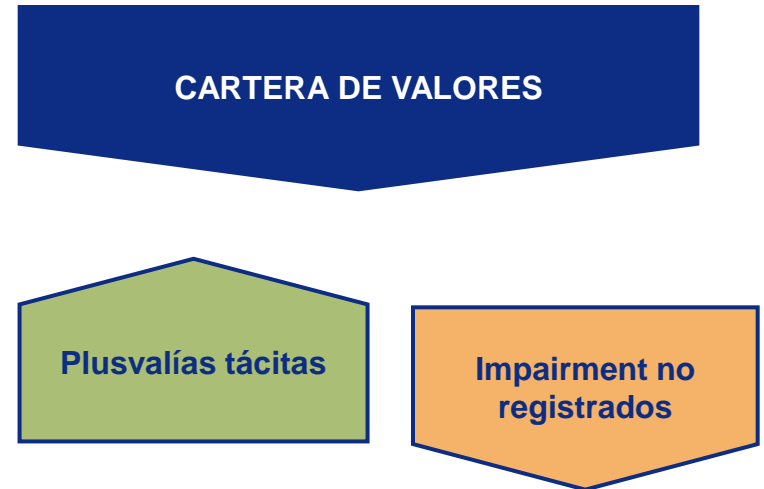 CARTERA DE VALORES
Plusvalías tácitas
Impairment no
registrados